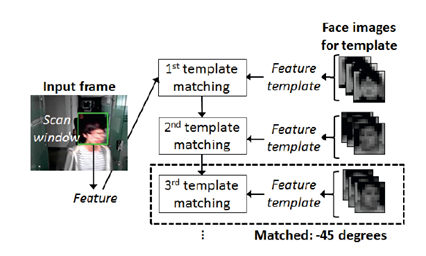 Face images
for template
Input frame
Scan
window
Feature
1st template
matching
Feature
template
2nd template
matching
Feature
template
3rd template
matching
Feature
template
⋮
Matched: -45 degrees